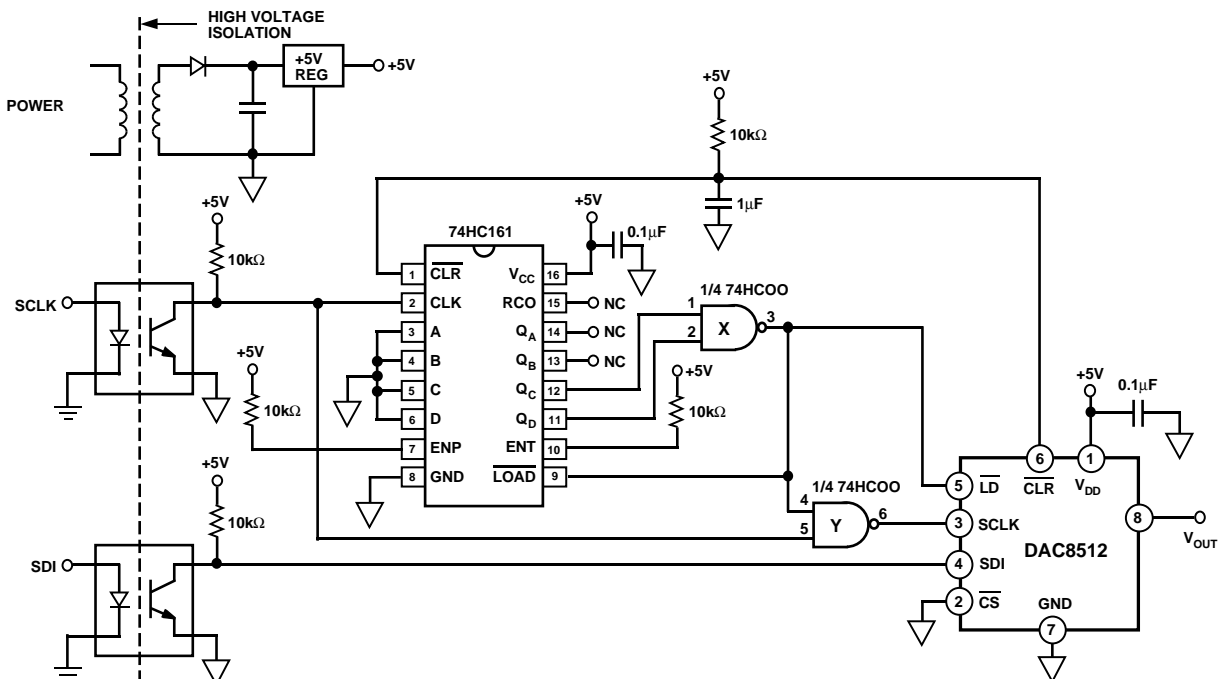 HIGH VOLTAGE
ISOLATION
POWER
+5V
REG
+5V
+5V
10kΩ
1μF
+5V
10kΩ
SCLK
+5V
10kΩ
74HC161
+5V
0.1μF
1 CLR
2 CLK
3 A
4 B
5 C
6 D
7 ENP
8 GND
VCC 16
RCO 15 NC
QA 14 NC
QB 13 NC
QC 12
QD 11
ENT 10
LOAD 9
1/4 74HCOO
1
2
X
3
+5V
10kΩ
1/4 74HCOO
4
5
Y
6
+5V
0.1μF
5 LD
6 CLR
1 VDD
3 SCLK
4 SDI
2 CS
DAC8512
8
VOUT
GND
7
+5V
10kΩ
SDI